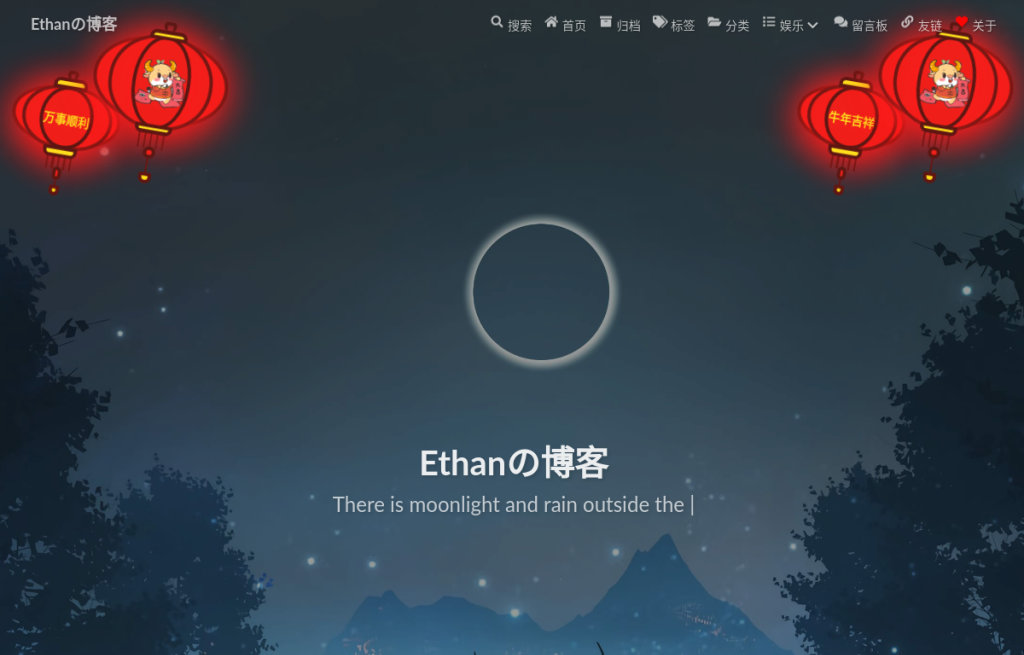 Ethanの博客
搜索 首页 归档 标签 分类 娱乐 留言板 友链 关于
万事顺利
牛年吉祥
Ethanの博客
There is moonlight and rain outside the |